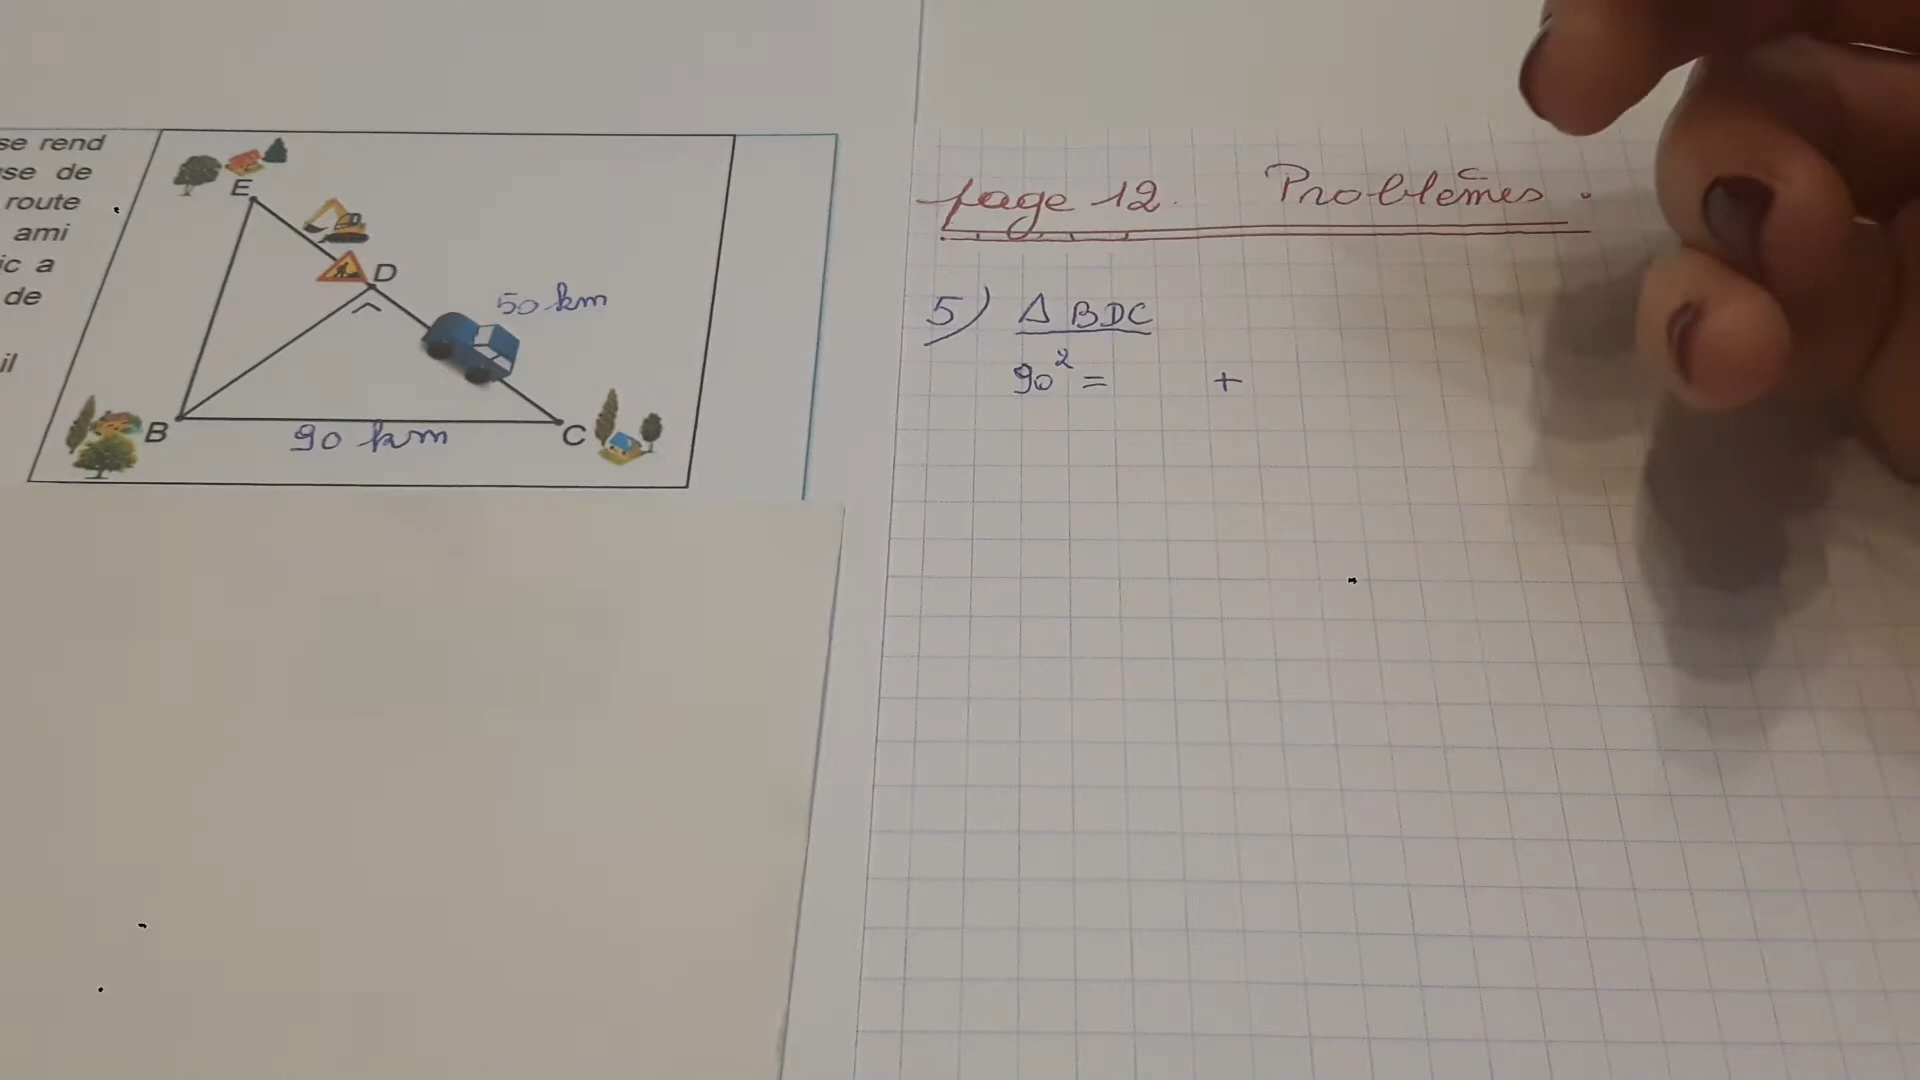 se rend
se de
route
ami
ic a
de
il
E
D
50 km
B
90 km
C
page 12. Problèmes.
5) Δ BDC
90² = +